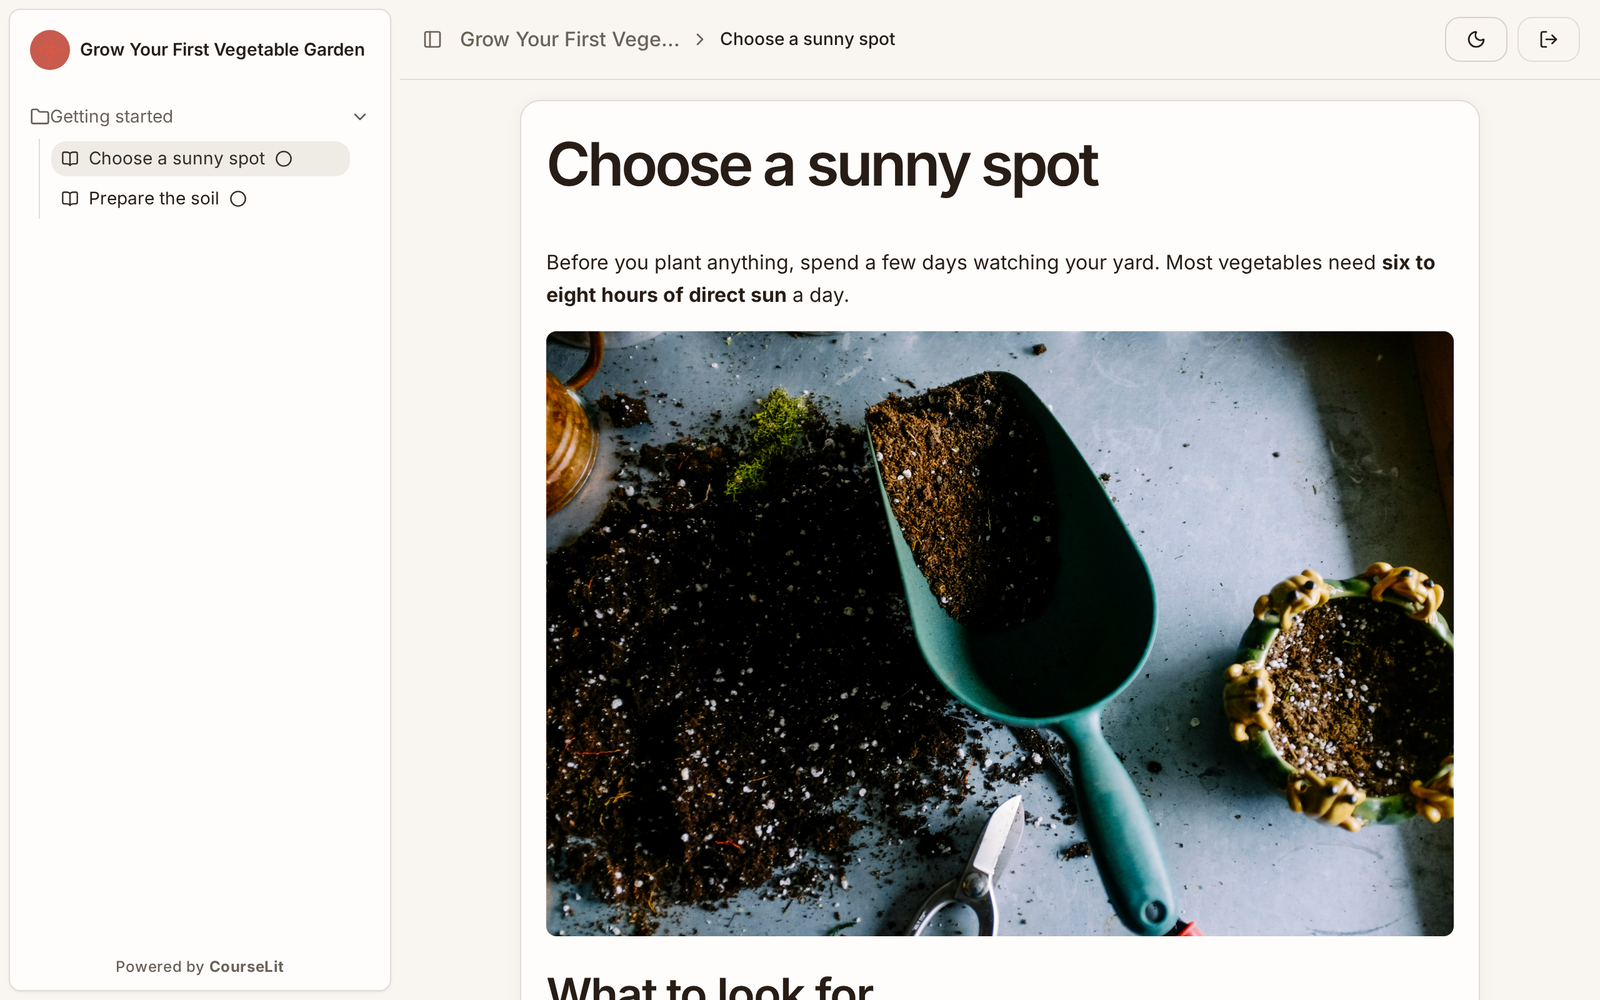 Grow Your First Vegetable Garden
Getting started
Choose a sunny spot
Prepare the soil
Powered by CourseLit
Grow Your First Vege...
Choose a sunny spot
Choose a sunny spot
Before you plant anything, spend a few days watching your yard. Most vegetables need six to
eight hours of direct sun a day.
What to look for